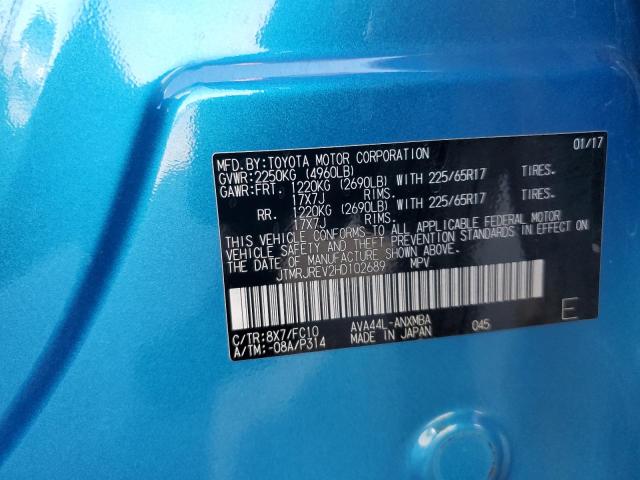 MFD.BY:TOYOTA MOTOR CORPORATION 01/17
GVWR:2250KG (4960LB)
GAWR:FRT. 1220KG (2690LB) WITH 225/65R17 TIRES.
17X7J RIMS.
RR. 1220KG (2690LB) WITH 225/65R17 TIRES.
17X7J RIMS.
THIS VEHICLE CONFORMS TO ALL APPLICABLE FEDERAL MOTOR
VEHICLE SAFETY AND THEFT PREVENTION STANDARDS IN EFFECT ON
THE DATE OF MANUFACTURE SHOWN ABOVE.
JTMRJREV2HD102689 MPV
C/TR:8X7/FC10 AVA44L-ANXMBA 045 E
A/TM:-08A/P314 MADE IN JAPAN